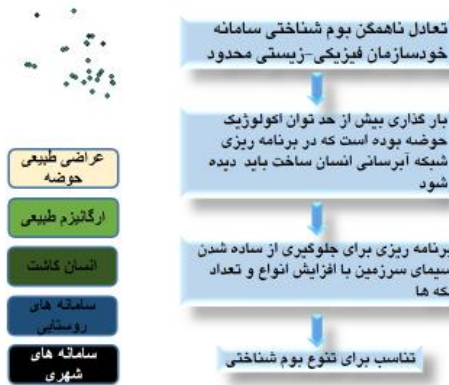 تعادل ناهمگن بوم شناختی سامانه
خودسازمان فیزیکی-زیستی محدود
بار گذاری بیش از حد توان اکولوژیک
حوضه بوده است که در برنامه ریزی
شبکه آبرسانی انسان ساخت باید دیده
شود
برنامه ریزی برای جلوگیری از ساده شدن
سیمای سرزمین با افزایش انواع و تعداد
لکه ها
تناسب برای تنوع بوم شناختی
عراضی طبیعی
حوضه
ارگانیزم طبیعی
انسان کاشت
سامانه های
روستایی
سامانه های
شهری